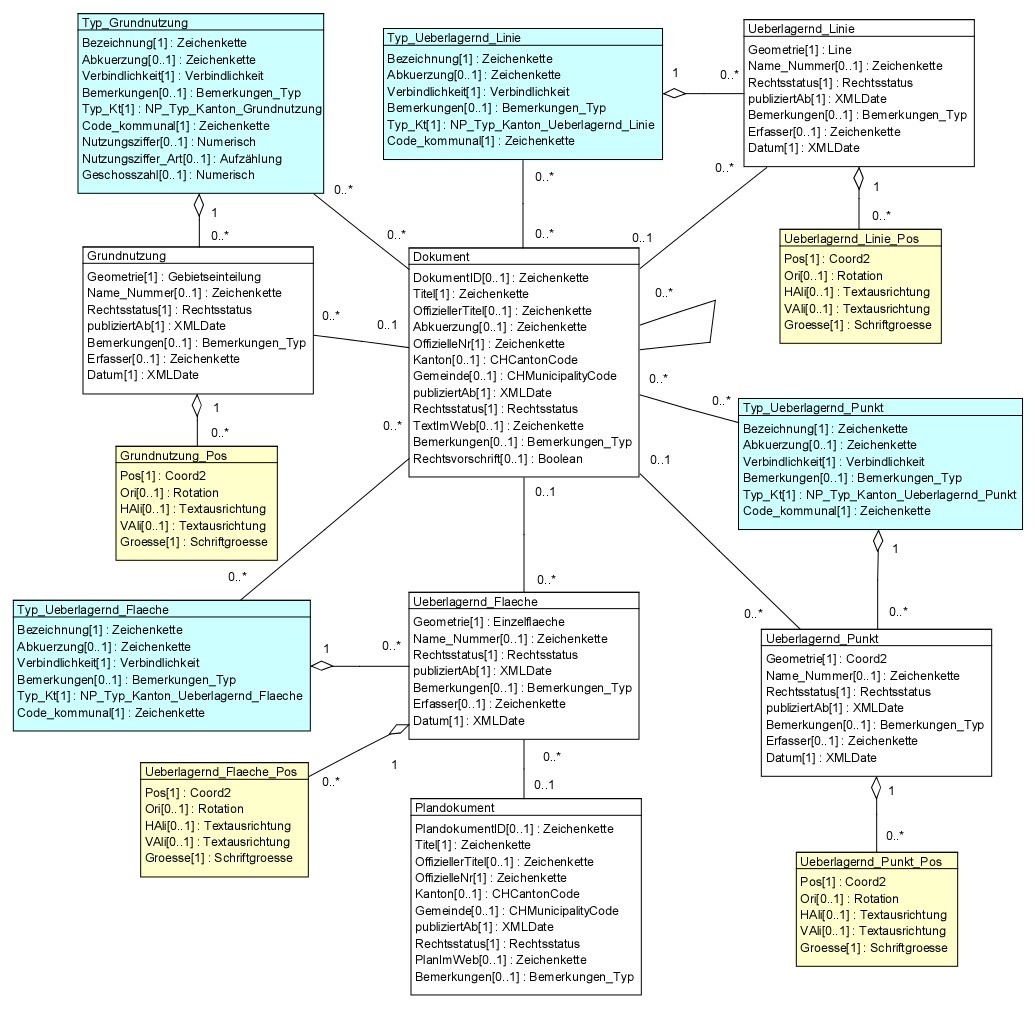 Typ_Grundnutzung
Bezeichnung[1] : Zeichenkette
Abkuerzung[0..1] : Zeichenkette
Verbindlichkeit[1] : Verbindlichkeit
Bemerkungen[0..1] : Bemerkungen_Typ
Typ_Kt[1] : NP_Typ_Kanton_Grundnutzung
Code_kommunal[1] : Zeichenkette
Nutzungsziffer[0..1] : Numerisch
Nutzungsziffer_Art[0..1] : Aufzählung
Geschosszahl[0..1] : Numerisch
Typ_Ueberlagernd_Linie
Bezeichnung[1] : Zeichenkette
Abkuerzung[0..1] : Zeichenkette
Verbindlichkeit[1] : Verbindlichkeit
Bemerkungen[0..1] : Bemerkungen_Typ
Typ_Kt[1] : NP_Typ_Kanton_Ueberlagernd_Linie
Code_kommunal[1] : Zeichenkette
1
0..*
Ueberlagernd_Linie
Geometrie[1] : Line
Name_Nummer[0..1] : Zeichenkette
Rechtsstatus[1] : Rechtsstatus
publiziertAb[1] : XMLDate
Bemerkungen[0..1] : Bemerkungen_Typ
Erfasser[0..1] : Zeichenkette
Datum[1] : XMLDate
1
0..*
0..*
0..*
0..*
0..*
0..*
0..1
1
0..*
Ueberlagernd_Linie_Pos
Pos[1] : Coord2
Ori[0..1] : Rotation
HAli[0..1] : Textausrichtung
VAli[0..1] : Textausrichtung
Groesse[1] : Schriftgroesse
Grundnutzung
Geometrie[1] : Gebietseinteilung
Name_Nummer[0..1] : Zeichenkette
Rechtsstatus[1] : Rechtsstatus
publiziertAb[1] : XMLDate
Bemerkungen[0..1] : Bemerkungen_Typ
Erfasser[0..1] : Zeichenkette
Datum[1] : XMLDate
0..*
0..1
Dokument
DokumentID[0..1] : Zeichenkette
Titel[1] : Zeichenkette
OffiziellerTitel[0..1] : Zeichenkette
Abkuerzung[0..1] : Zeichenkette
OffizielleNr[1] : Zeichenkette
Kanton[0..1] : CHCantonCode
Gemeinde[0..1] : CHMunicipalityCode
publiziertAb[1] : XMLDate
Rechtsstatus[1] : Rechtsstatus
TextImWeb[0..1] : Zeichenkette
Bemerkungen[0..1] : Bemerkungen_Typ
Rechtsvorschrift[0..1] : Boolean
0..*
0..*
0..*
Typ_Ueberlagernd_Punkt
Bezeichnung[1] : Zeichenkette
Abkuerzung[0..1] : Zeichenkette
Verbindlichkeit[1] : Verbindlichkeit
Bemerkungen[0..1] : Bemerkungen_Typ
Typ_Kt[1] : NP_Typ_Kanton_Ueberlagernd_Punkt
Code_kommunal[1] : Zeichenkette
1
0..*
Grundnutzung_Pos
Pos[1] : Coord2
Ori[0..1] : Rotation
HAli[0..1] : Textausrichtung
VAli[0..1] : Textausrichtung
Groesse[1] : Schriftgroesse
0..*
0..*
0..1
0..*
0..1
0..*
1
0..*
Typ_Ueberlagernd_Flaeche
Bezeichnung[1] : Zeichenkette
Abkuerzung[0..1] : Zeichenkette
Verbindlichkeit[1] : Verbindlichkeit
Bemerkungen[0..1] : Bemerkungen_Typ
Typ_Kt[1] : NP_Typ_Kanton_Ueberlagernd_Flaeche
Code_kommunal[1] : Zeichenkette
1
0..*
Ueberlagernd_Flaeche
Geometrie[1] : Einzelflaeche
Name_Nummer[0..1] : Zeichenkette
Rechtsstatus[1] : Rechtsstatus
publiziertAb[1] : XMLDate
Bemerkungen[0..1] : Bemerkungen_Typ
Erfasser[0..1] : Zeichenkette
Datum[1] : XMLDate
Ueberlagernd_Punkt
Geometrie[1] : Coord2
Name_Nummer[0..1] : Zeichenkette
Rechtsstatus[1] : Rechtsstatus
publiziertAb[1] : XMLDate
Bemerkungen[0..1] : Bemerkungen_Typ
Erfasser[0..1] : Zeichenkette
Datum[1] : XMLDate
1
0..*
Ueberlagernd_Flaeche_Pos
Pos[1] : Coord2
Ori[0..1] : Rotation
HAli[0..1] : Textausrichtung
VAli[0..1] : Textausrichtung
Groesse[1] : Schriftgroesse
0..*
0..1
Plandokument
PlandokumentID[0..1] : Zeichenkette
Titel[1] : Zeichenkette
OffiziellerTitel[0..1] : Zeichenkette
OffizielleNr[1] : Zeichenkette
Kanton[0..1] : CHCantonCode
Gemeinde[0..1] : CHMunicipalityCode
publiziertAb[1] : XMLDate
Rechtsstatus[1] : Rechtsstatus
PlanImWeb[0..1] : Zeichenkette
Bemerkungen[0..1] : Bemerkungen_Typ
1
0..*
Ueberlagernd_Punkt_Pos
Pos[1] : Coord2
Ori[0..1] : Rotation
HAli[0..1] : Textausrichtung
VAli[0..1] : Textausrichtung
Groesse[1] : Schriftgroesse